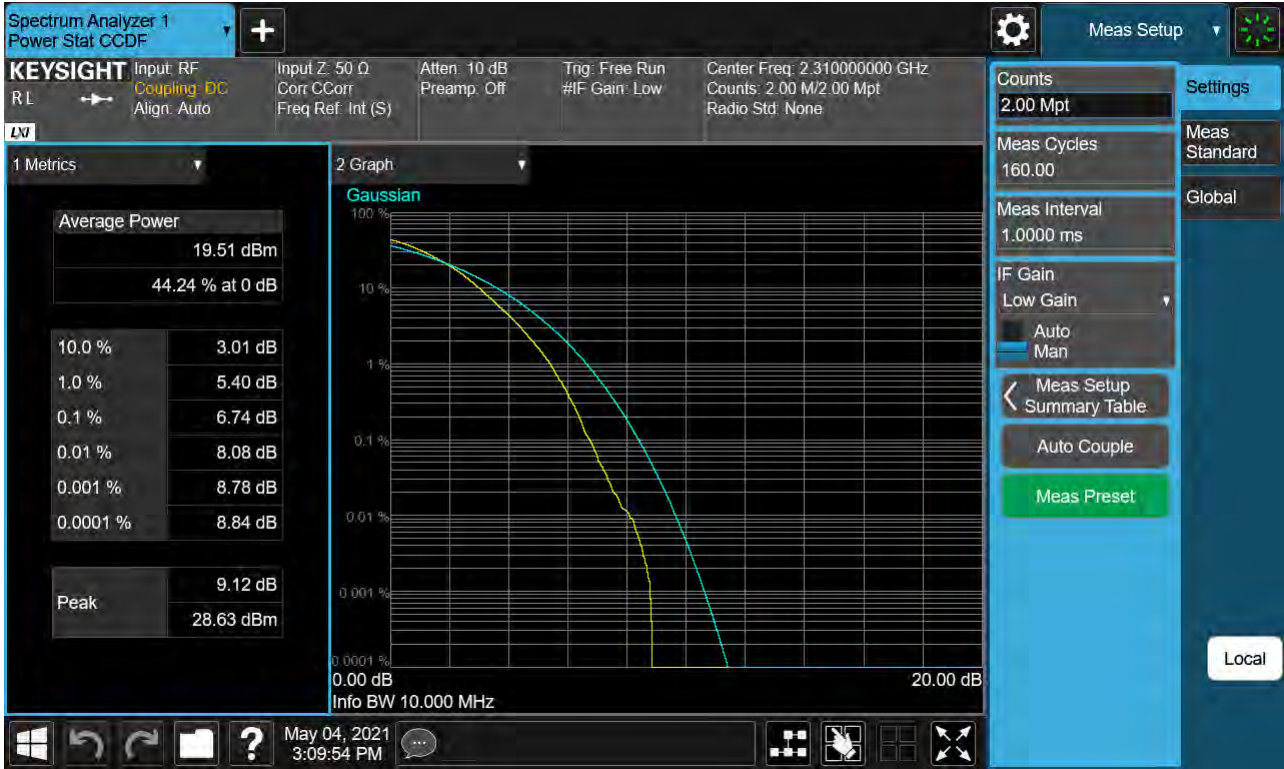 Spectrum Analyzer 1
Power Stat CCDF
+
Meas Setup
KEYSIGHT
R L
LXI
Input: RF
Coupling: DC
Align: Auto
Input Z: 50 Ω
Corr CCorr
Freq Ref: Int (S)
Atten: 10 dB
Preamp: Off
Trig: Free Run
#IF Gain: Low
Center Freq: 2.310000000 GHz
Counts: 2.00 M/2.00 Mpt
Radio Std: None
1 Metrics
Average Power
19.51 dBm
44.24 % at 0 dB
10.0 % 3.01 dB
1.0 % 5.40 dB
0.1 % 6.74 dB
0.01 % 8.08 dB
0.001 % 8.78 dB
0.0001 % 8.84 dB
Peak
9.12 dB
28.63 dBm
2 Graph
Gaussian
100 %
10 %
1 %
0.1 %
0.01 %
0.001 %
0.0001 %
0.00 dB 20.00 dB
Info BW 10.000 MHz
Counts
2.00 Mpt
Meas Cycles
160.00
Meas Interval
1.0000 ms
IF Gain
Low Gain
Auto
Man
Meas Setup
Summary Table
Auto Couple
Meas Preset
Settings
Meas
Standard
Global
Local
?
May 04, 2021
3:09:54 PM